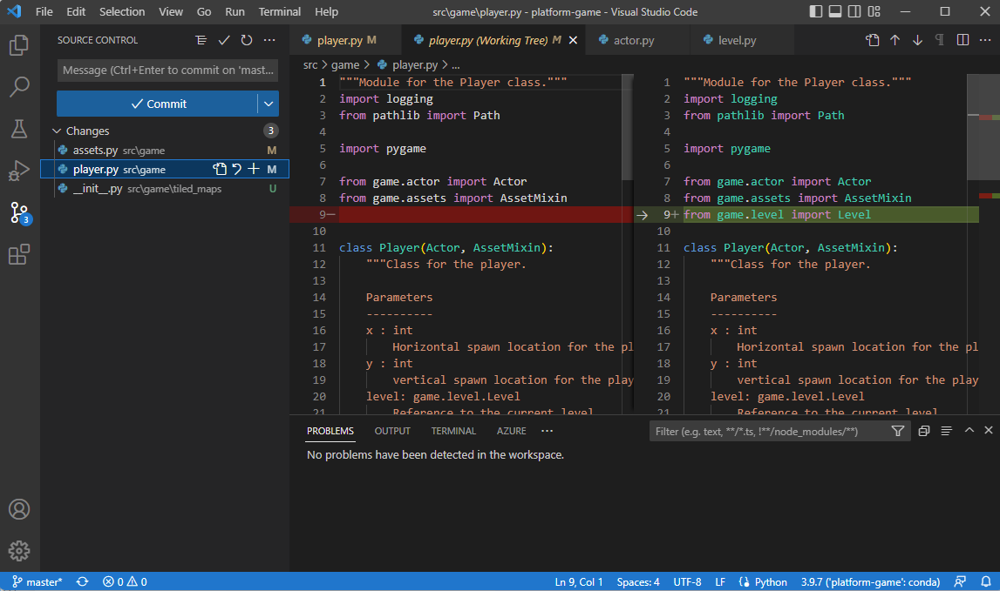 File Edit Selection View Go Run Terminal Help
src\game\player.py - platform-game - Visual Studio Code
SOURCE CONTROL
Message (Ctrl+Enter to commit on 'mast...
Commit
Changes 3
assets.py src\game M
player.py src\game M
__init__.py src\game\tiled_maps U
3
player.py M
player.py (Working Tree) M
actor.py
level.py
src > game > player.py > ...
1 """Module for the Player class."""
2 import logging
3 from pathlib import Path
4
5 import pygame
6
7 from game.actor import Actor
8 from game.assets import AssetMixin
9−
10
11 class Player(Actor, AssetMixin):
12 """Class for the player.
13
14 Parameters
15 ----------
16 x : int
17 Horizontal spawn location for the pl
18 y : int
19 vertical spawn location for the play
20 level: game.level.Level
21 Reference to the current level
1 """Module for the Player class."""
2 import logging
3 from pathlib import Path
4
5 import pygame
6
7 from game.actor import Actor
8 from game.assets import AssetMixin
9+ from game.level import Level
10
11 class Player(Actor, AssetMixin):
12 """Class for the player.
13
14 Parameters
15 ----------
16 x : int
17 Horizontal spawn location for the pl
18 y : int
19 vertical spawn location for the play
20 level: game.level.Level
21 Reference to the current level
PROBLEMS OUTPUT TERMINAL AZURE ...
Filter (e.g. text, **/*.ts, !**/node_modules/**)
No problems have been detected in the workspace.
master* 0 0
Ln 9, Col 1 Spaces: 4 UTF-8 LF Python 3.9.7 ('platform-game': conda)